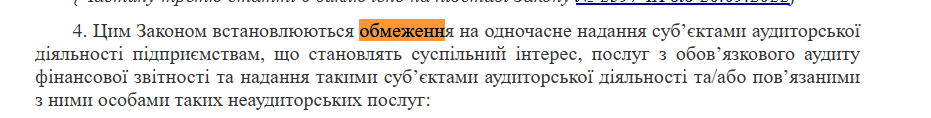 4. Цим Законом встановлюються обмеження на одночасне надання суб’єктами аудиторської
діяльності підприємствам, що становлять суспільний інтерес, послуг з обов’язкового аудиту
фінансової звітності та надання такими суб’єктами аудиторської діяльності та/або пов’язаними
з ними особами таких неаудиторських послуг: